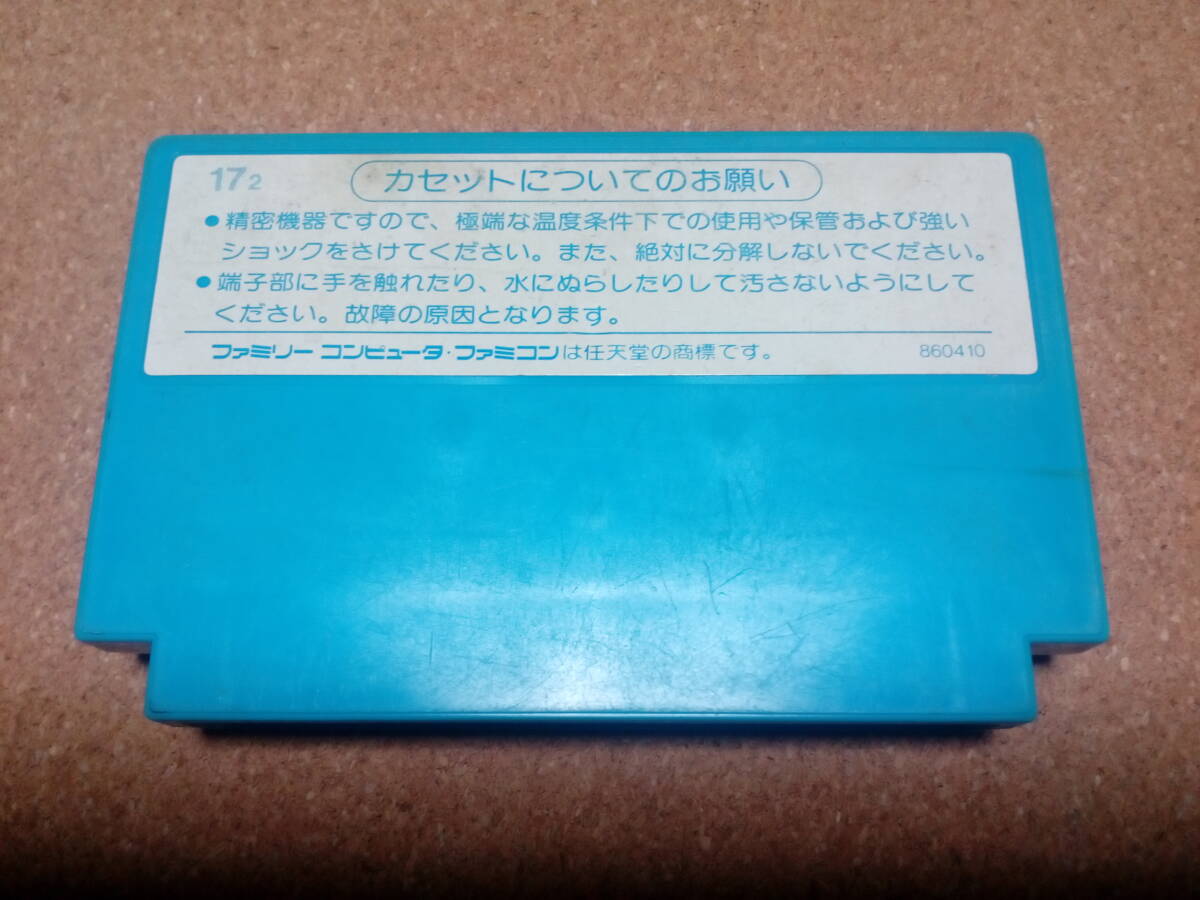 17₂
カセットについてのお願い
●精密機器ですので、極端な温度条件下での使用や保管および強い
ショックをさけてください。また、絶対に分解しないでください。
●端子部に手を触れたり、水にぬらしたりして汚さないようにして
ください。故障の原因となります。
ファミリーコンピュータ・ファミコンは任天堂の商標です。 860410